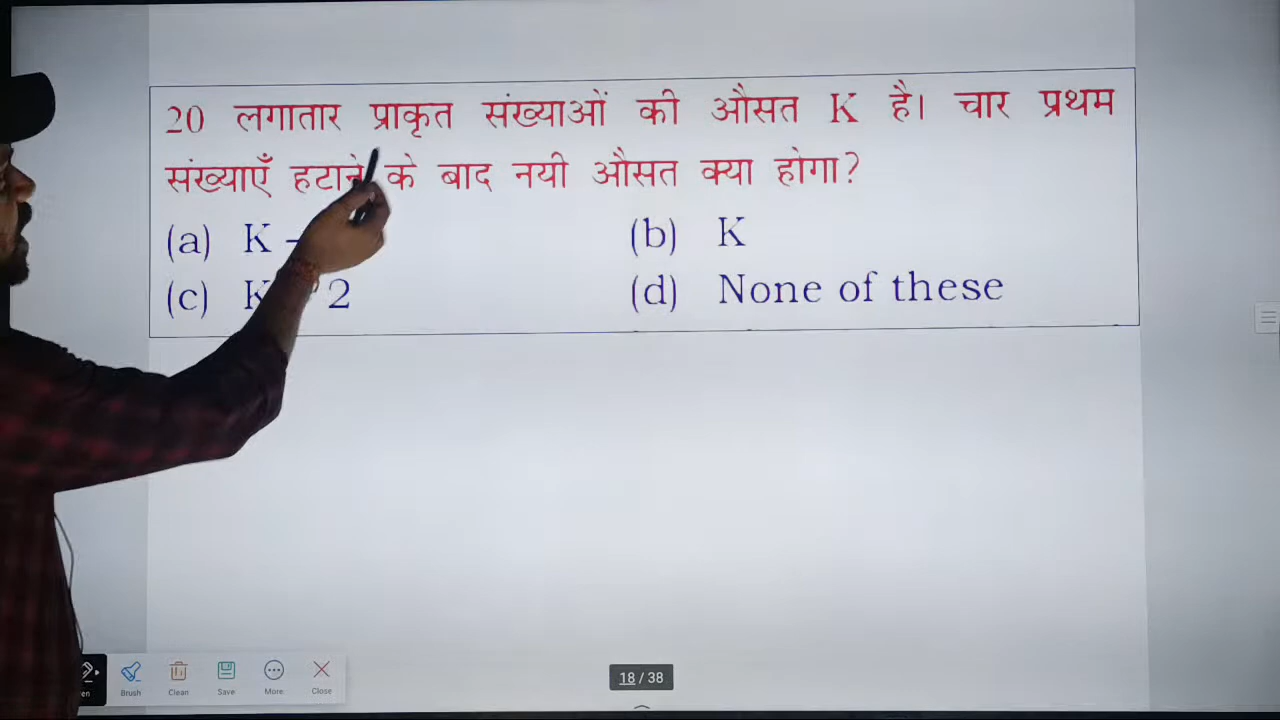 20 लगातार प्राकृत संख्याओं की औसत K है। चार प्रथम
संख्याएँ हटाने के बाद नयी औसत क्या होगा?
(a) K - (b) K
(c) K 2 (d) None of these
Brush Clean Save More Close
18 / 38